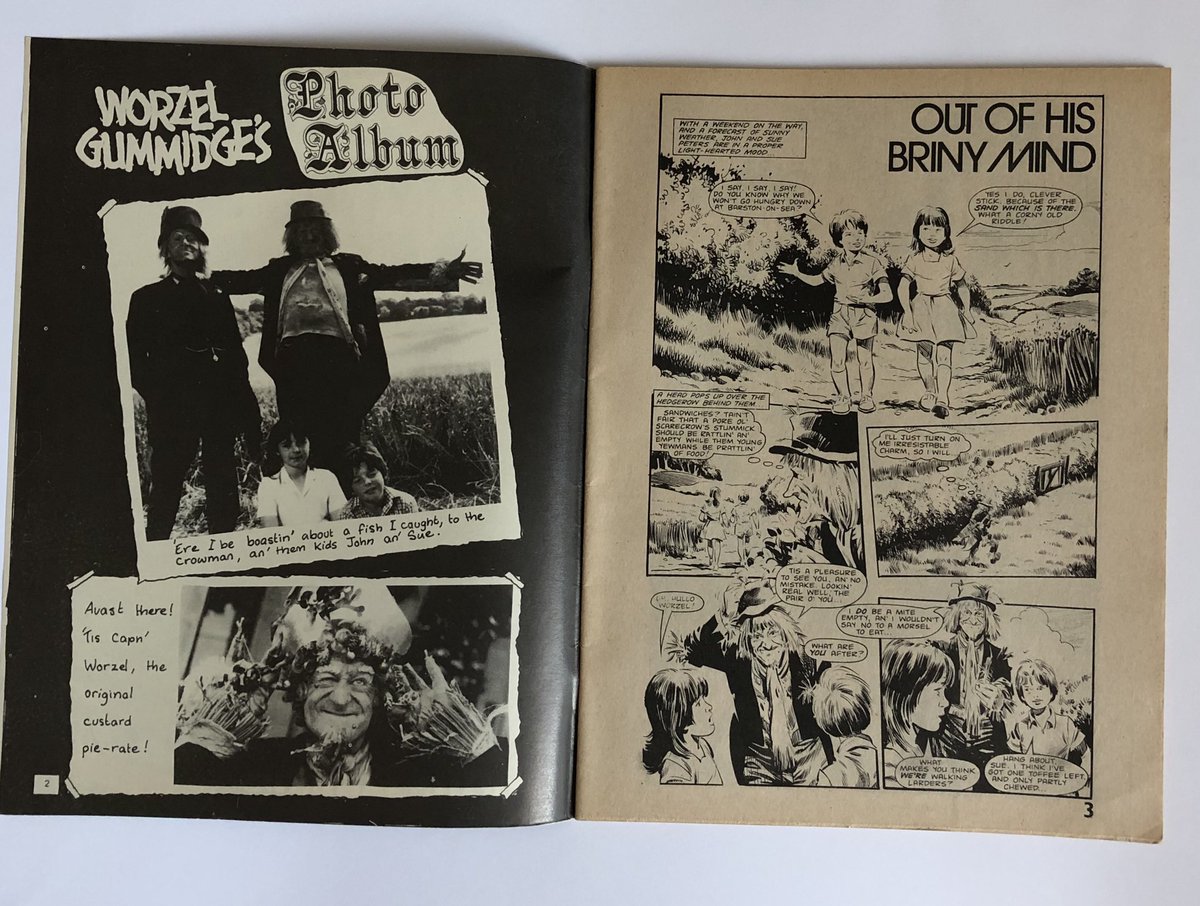 WORZEL
GUMMIDGE'S
Photo
Album
'Ere I be boastin' about a fish I caught, to the
Crowman, an' them kids John an' Sue.
Avast there!
'Tis Capn'
Worzel, the
original
custard
pie-rate!
2
OUT OF HIS
BRINY MIND
WITH A WEEKEND ON THE WAY,
AND A FORECAST OF SUNNY
WEATHER, JOHN AND SUE
PETERS ARE IN A PROPER
LIGHT-HEARTED MOOD...
I SAY, I SAY, I SAY!
DO YOU KNOW WHY WE
WON'T GO HUNGRY DOWN
AT BARSTON-ON-SEA?
YES I DO, CLEVER
STICK. BECAUSE OF THE
SAND WHICH IS THERE.
WHAT A CORNY OLD
RIDDLE!
A HEAD POPS UP OVER THE
HEDGEROW BEHIND THEM...
SANDWICHES? TAIN'T
FAIR THAT A PORE OL'
SCARECROW'S STUMMICK
SHOULD BE RATTLIN' AN'
EMPTY WHILE THEM YOUNG
YEWMANS, BE PRATTLIN'
OF FOOD!
I'LL JUST TURN ON
ME IRRESISTABLE
CHARM, SO I WILL.
EH, HULLO
WORZEL!
TIS A PLEASURE
TO SEE YOU, AN' NO
MISTAKE. LOOKIN'
REAL WELL, THE
PAIR O' YOU...
WHAT ARE
YOU AFTER?
I DO BE A MITE
EMPTY, AN' I WOULDN'T
SAY NO TO A MORSEL
TO EAT...
WHAT
MAKES YOU THINK
WE'RE WALKING
LARDERS?
HANG ABOUT
SUE. I THINK I'VE
GOT ONE TOFFEE LEFT,
AND ONLY PARTLY
CHEWED...
3